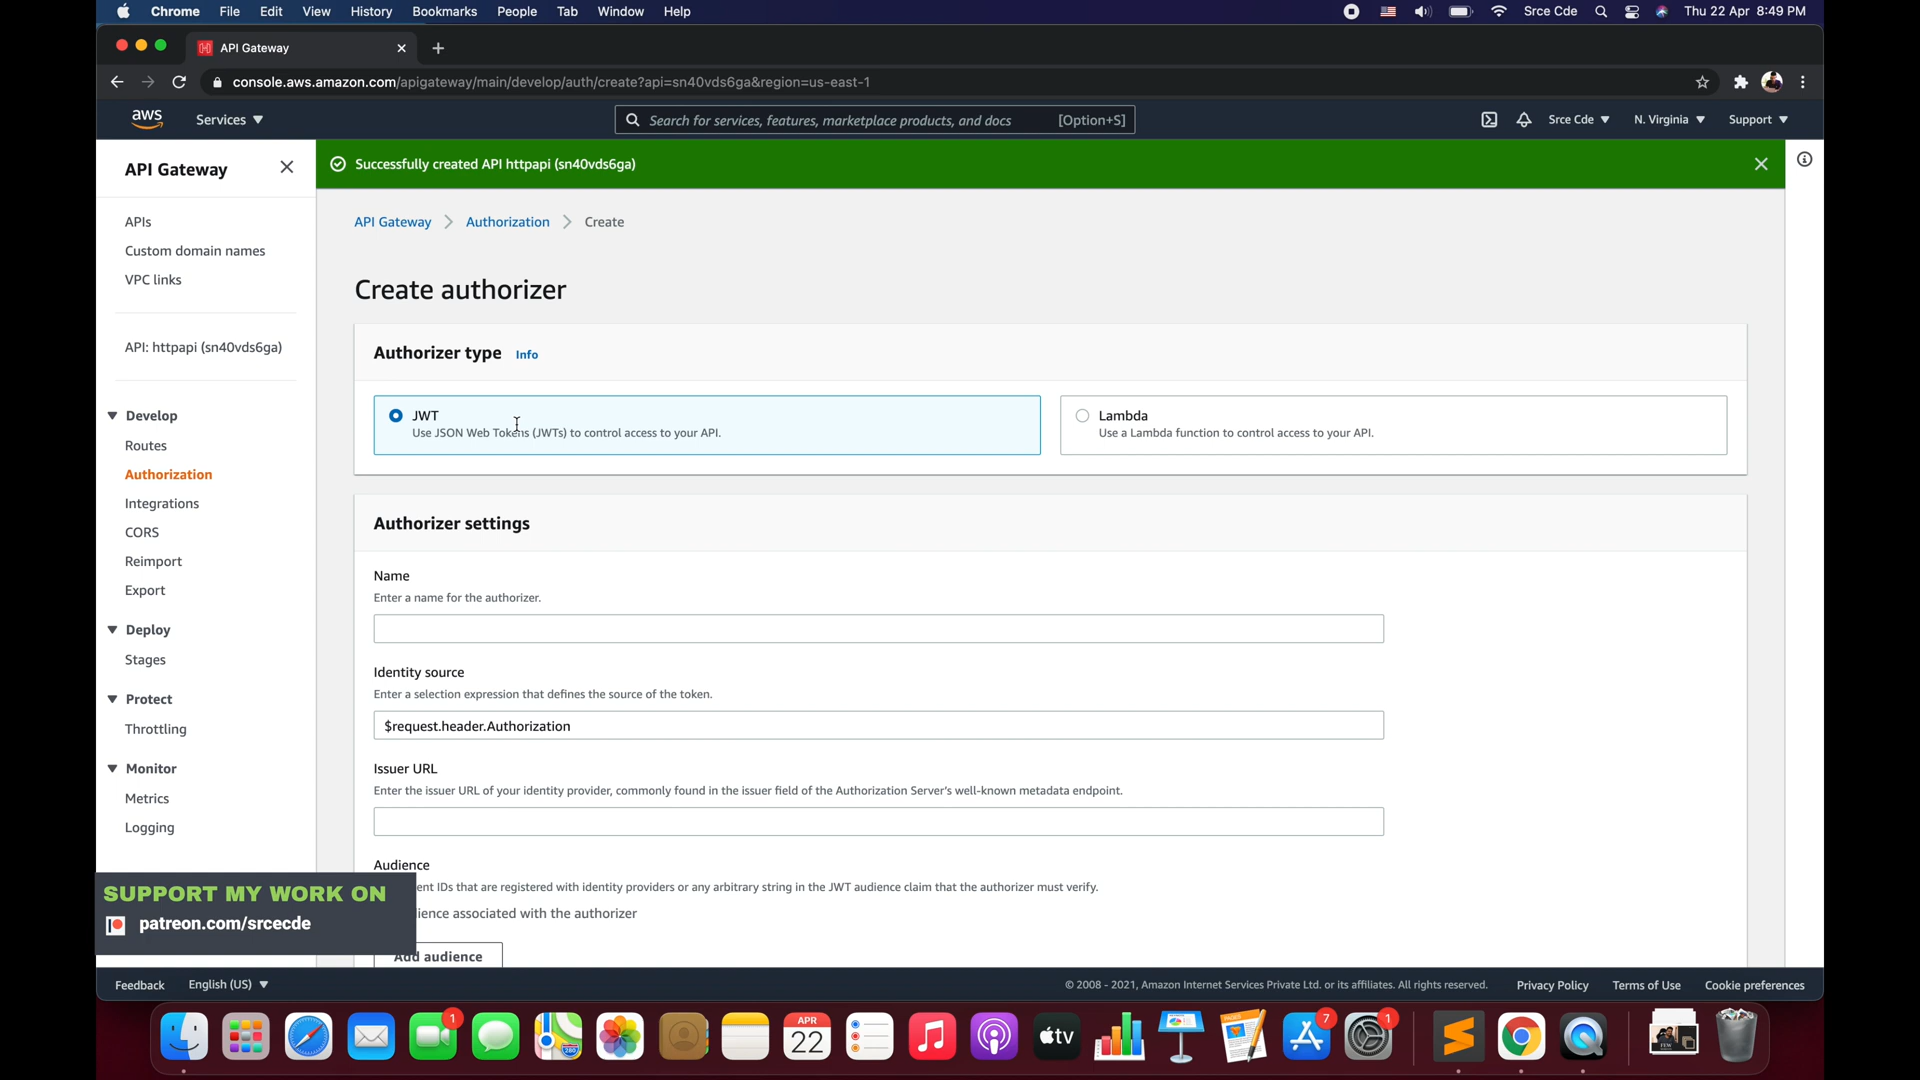 Chrome File Edit View History Bookmarks People Tab Window Help Srce Cde Thu 22 Apr 8:49 PM
API Gateway
console.aws.amazon.com/apigateway/main/develop/auth/create?api=sn40vds6ga&region=us-east-1
aws Services Search for services, features, marketplace products, and docs [Option+S] Srce Cde N. Virginia Support
API Gateway
Successfully created API httpapi (sn40vds6ga)
APIs
Custom domain names
VPC links
API: httpapi (sn40vds6ga)
Develop
Routes
Authorization
Integrations
CORS
Reimport
Export
Deploy
Stages
Protect
Throttling
Monitor
Metrics
Logging
API Gateway Authorization Create
Create authorizer
Authorizer type Info
JWT
Use JSON Web Tokens (JWTs) to control access to your API.
Lambda
Use a Lambda function to control access to your API.
Authorizer settings
Name
Enter a name for the authorizer.
Identity source
Enter a selection expression that defines the source of the token.
$request.header.Authorization
Issuer URL
Enter the issuer URL of your identity provider, commonly found in the issuer field of the Authorization Server's well-known metadata endpoint.
Audience
IDs that are registered with identity providers or any arbitrary string in the JWT audience claim that the authorizer must verify.
associated with the authorizer
Add audience
SUPPORT MY WORK ON
patreon.com/srcecde
Feedback English (US) © 2008 - 2021, Amazon Internet Services Private Ltd. or its affiliates. All rights reserved. Privacy Policy Terms of Use Cookie preferences
1
APR
22
tv
7
1